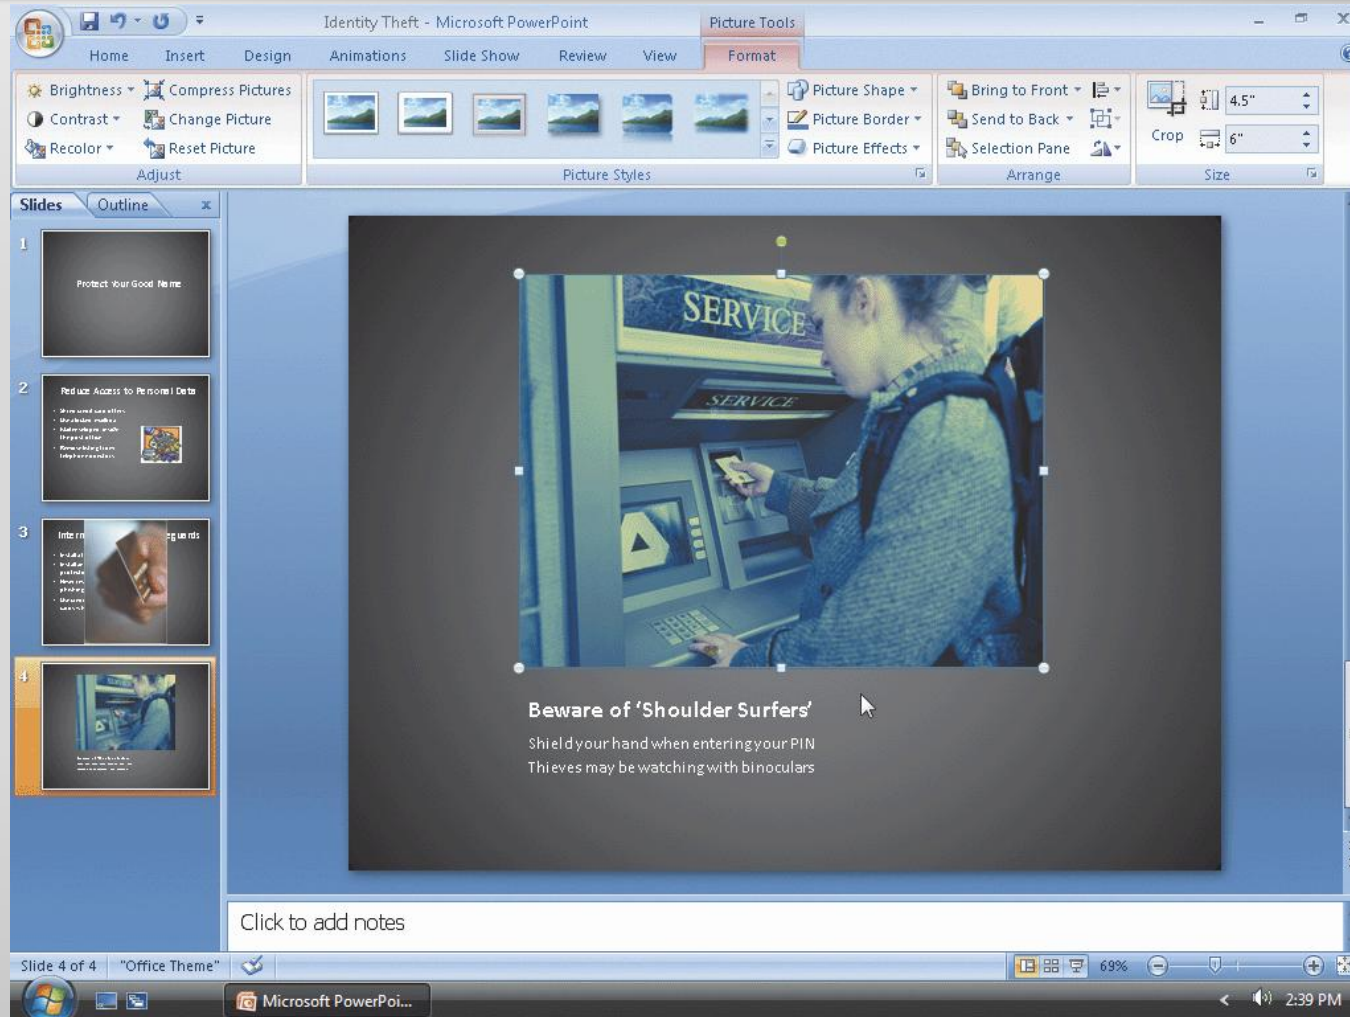 Identity Theft - Microsoft PowerPoint
Picture Tools
Home Insert Design Animations Slide Show Review View Format
Brightness Compress Pictures Picture Shape Bring to Front 4.5"
Contrast Change Picture Picture Border Send to Back
Recolor Reset Picture Picture Effects Selection Pane Crop 6"
Adjust Picture Styles Arrange Size
Slides Outline x
1
Protect Your Good Name
2
Reduce Access to Personal Data
3
4
SERVICE
SERVICE
Beware of ‘Shoulder Surfers’
Shield your hand when entering your PIN
Thieves may be watching with binoculars
Click to add notes
Slide 4 of 4 "Office Theme" 69%
Microsoft PowerPoi... 2:39 PM